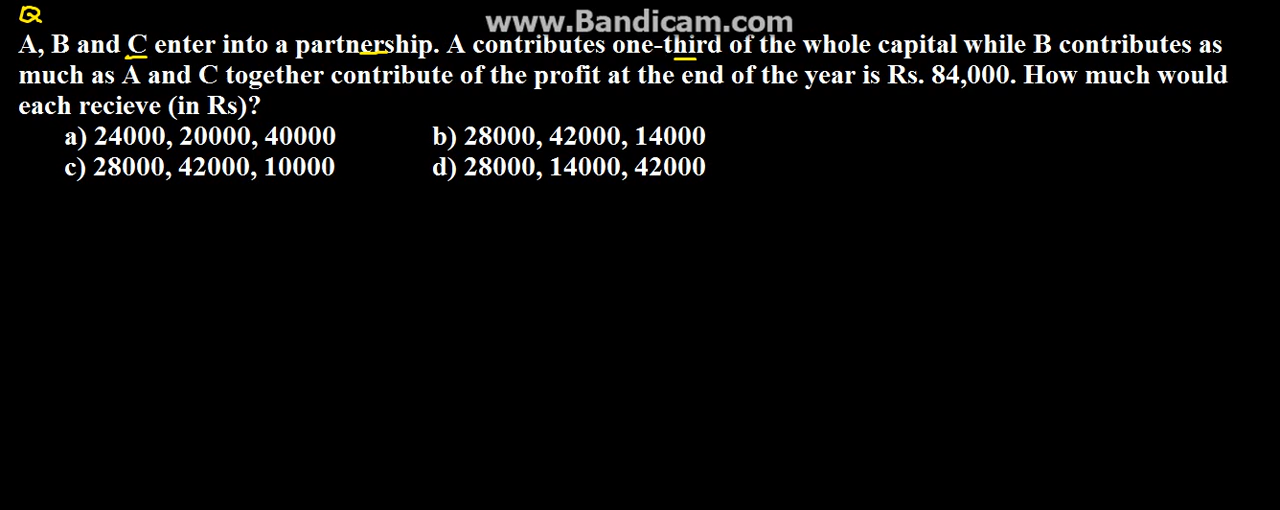 Q
www.Bandicam.com
A, B and C enter into a partnership. A contributes one-third of the whole capital while B contributes as
much as A and C together contribute of the profit at the end of the year is Rs. 84,000. How much would
each recieve (in Rs)?
a) 24000, 20000, 40000 b) 28000, 42000, 14000
c) 28000, 42000, 10000 d) 28000, 14000, 42000